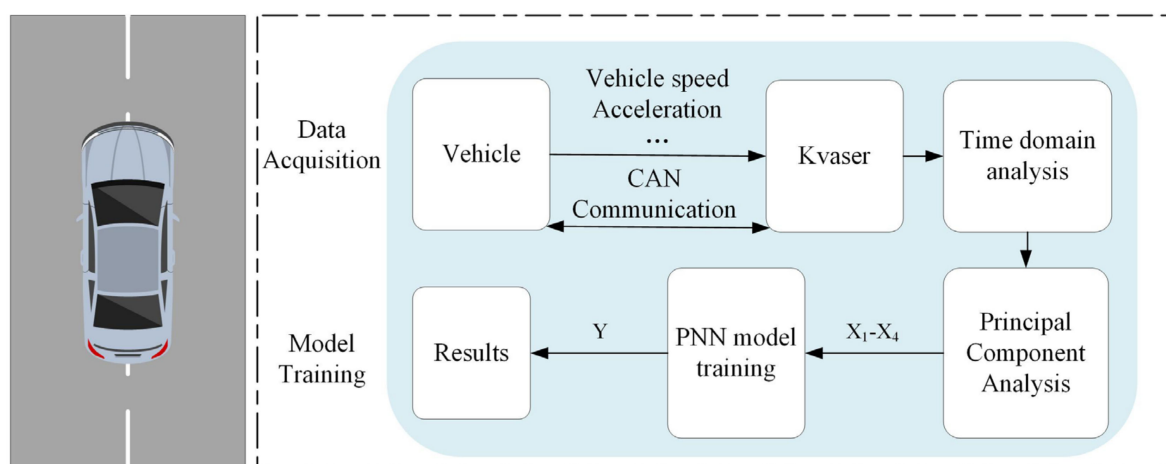 Data
Acquisition
Vehicle
Vehicle speed
Acceleration
...
CAN
Communication
Kvaser
Time domain
analysis
Model
Training
Results
Y
PNN model
training
X₁-X₄
Principal
Component
Analysis